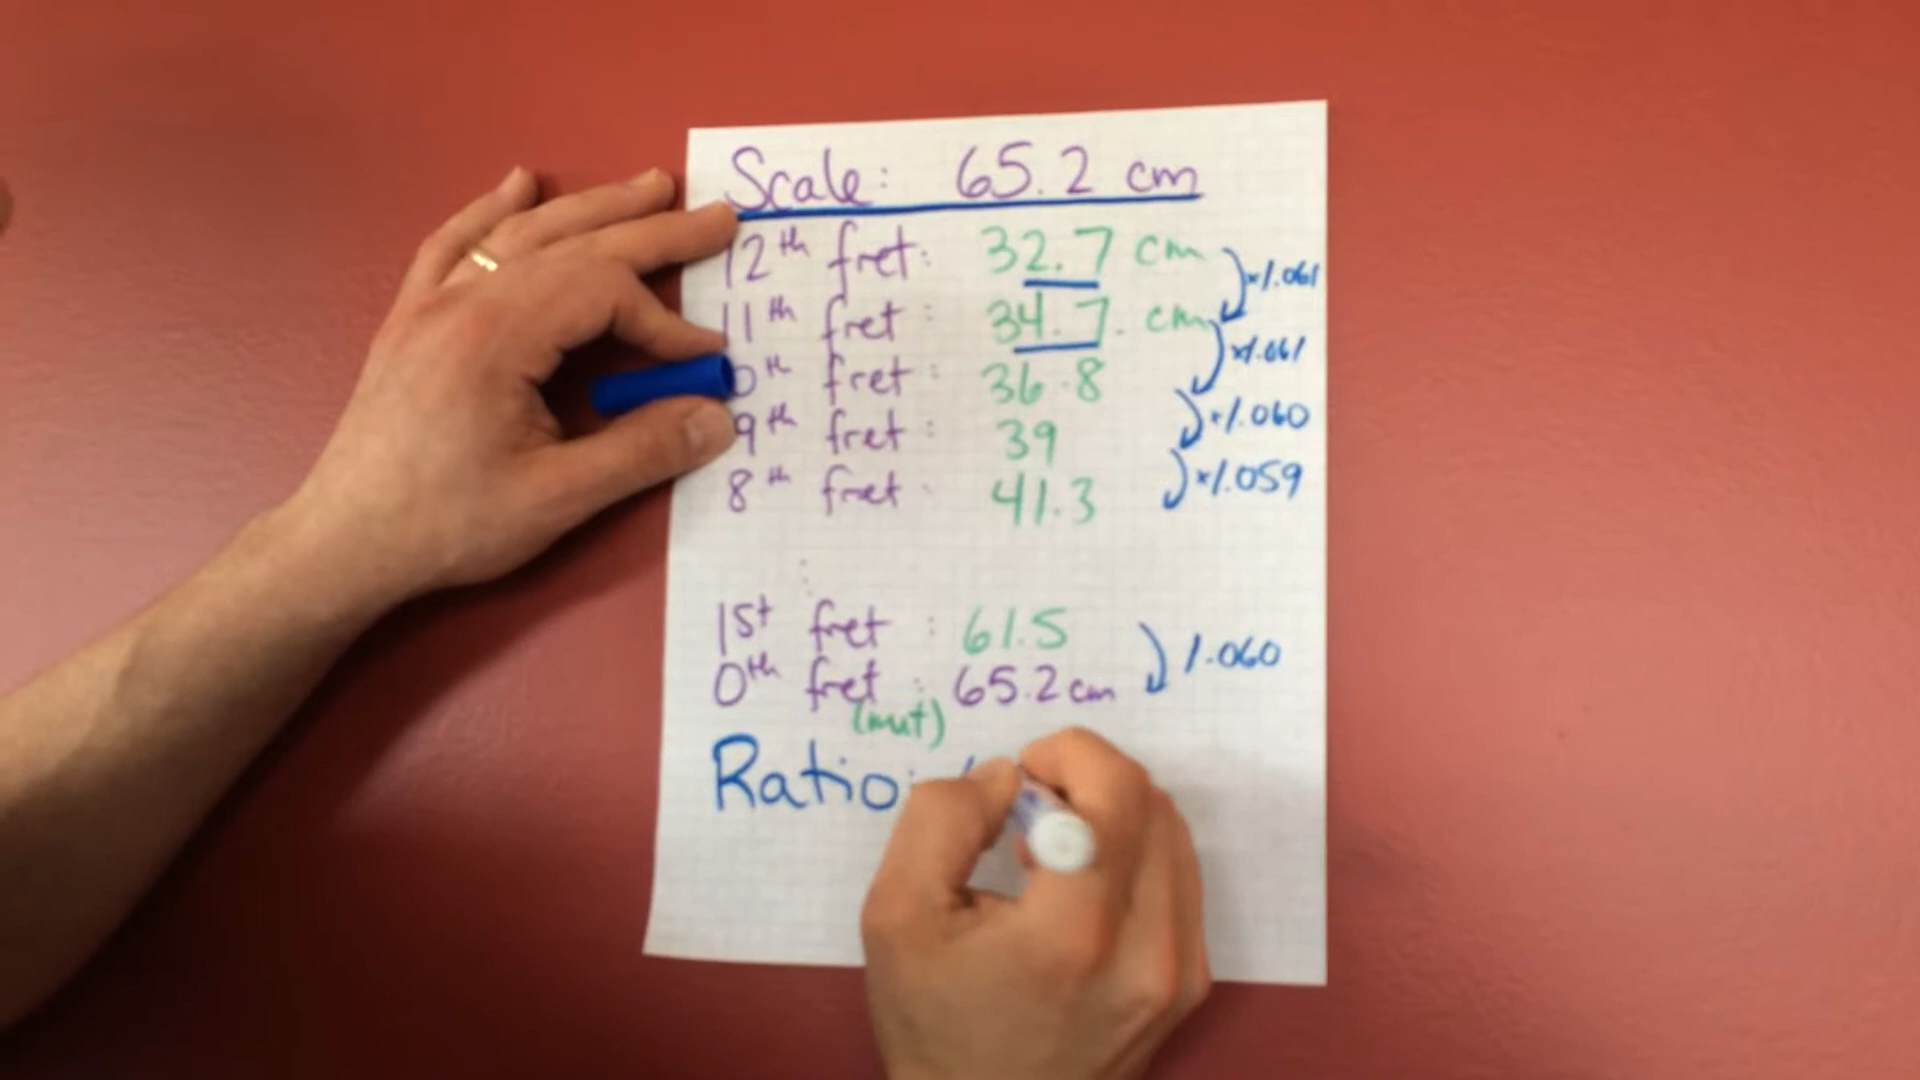 Scale: 65.2 cm
12th fret: 32.7 cm ×1.061
11th fret: 34.7. cm ×1.061
0th fret: 36.8 ×1.060
9th fret: 39 ×1.059
8th fret: 41.3
1st fret: 61.5 1.060
0th fret: 65.2 cm
(nut)
Ratio: